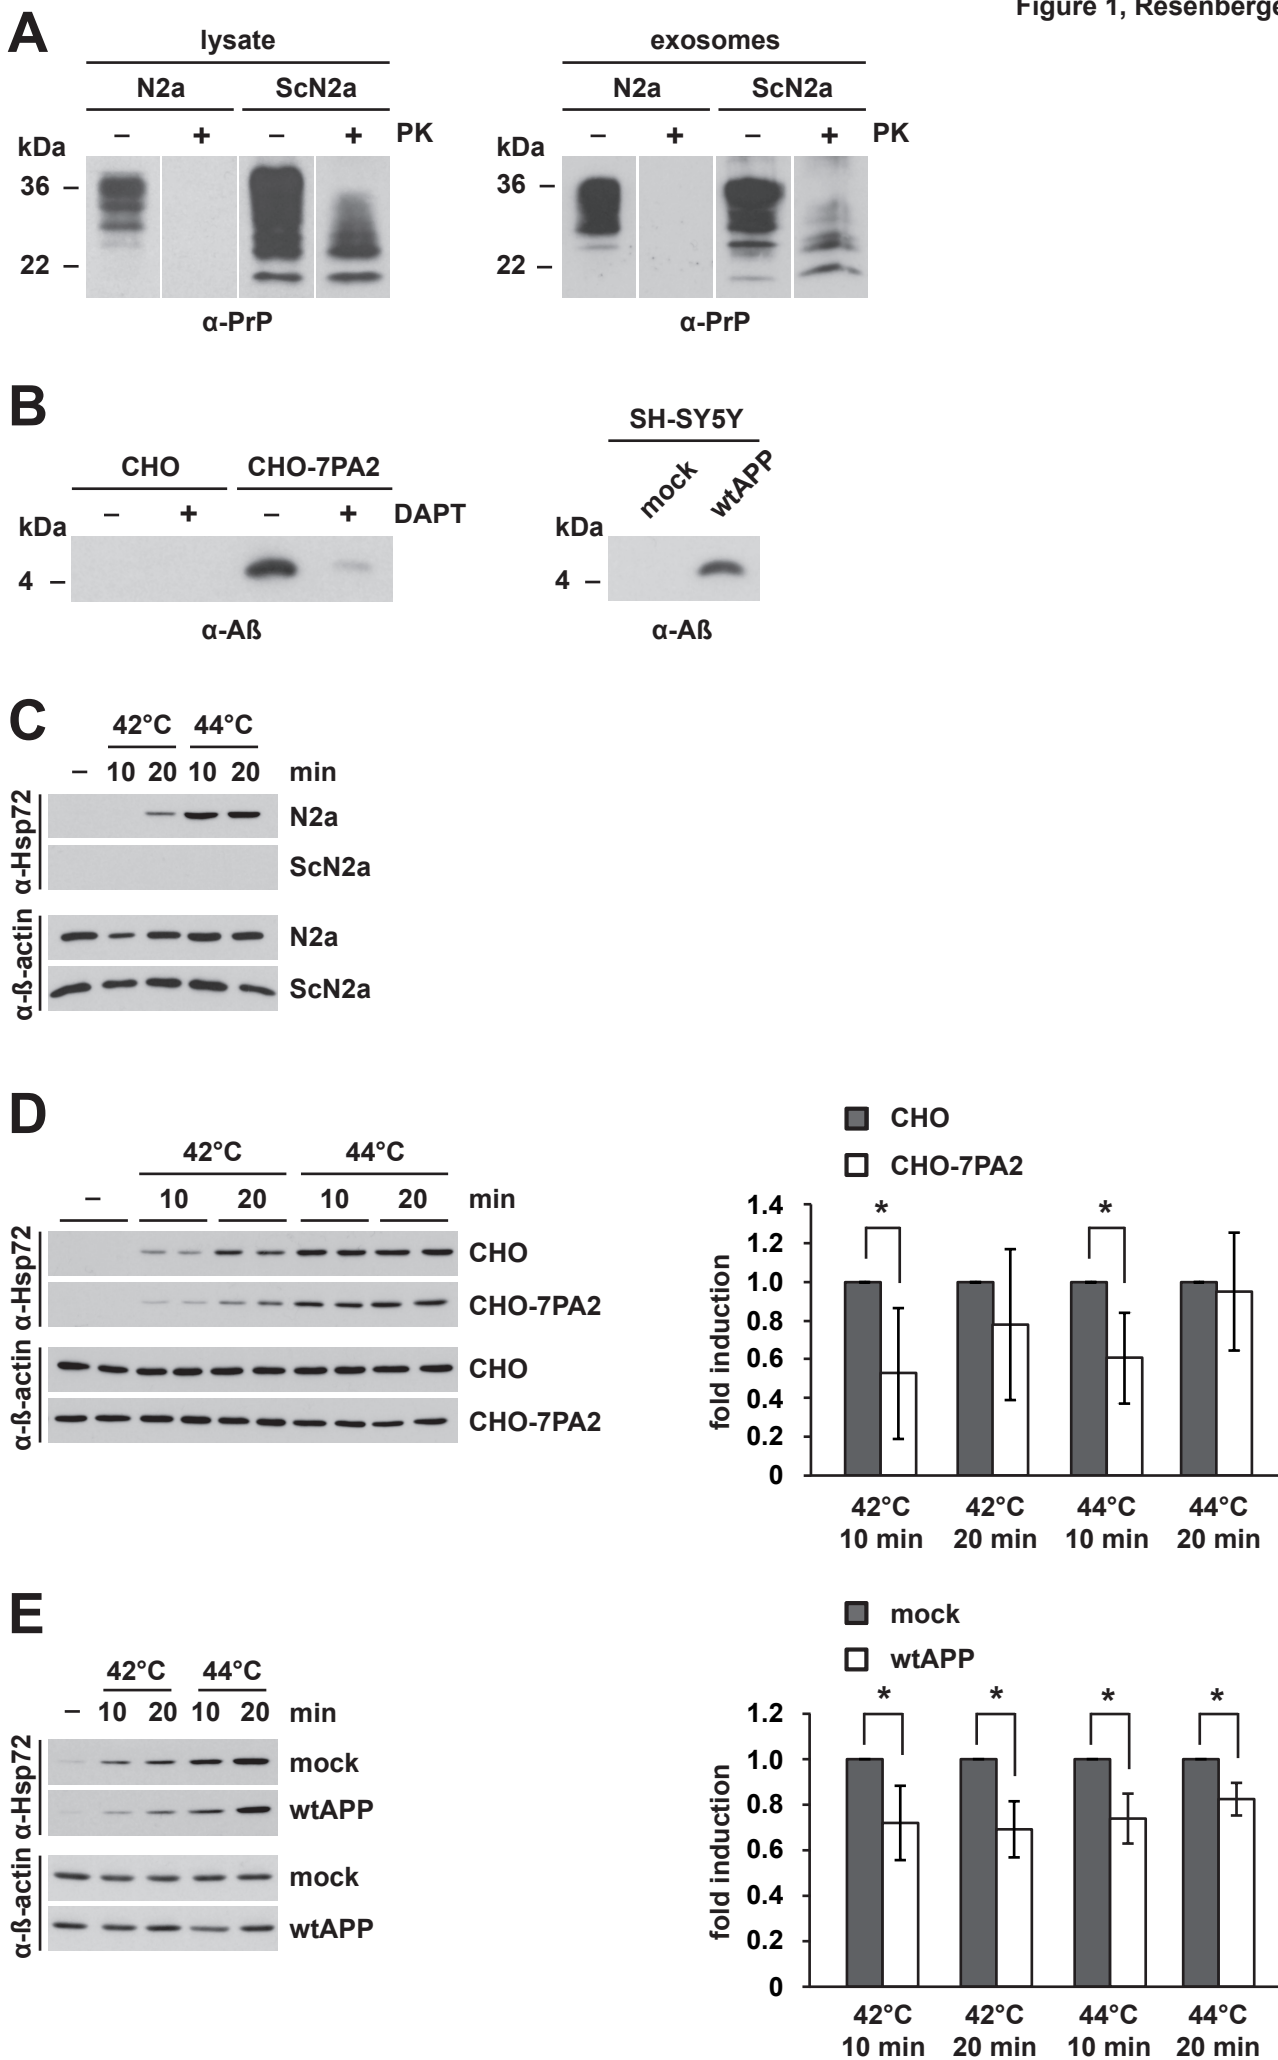 Figure 1, Resenberge
A
lysate
exosomes
N2a ScN2a
N2a ScN2a
– + – + PK
– + – + PK
kDa
kDa
36 –
36 –
22 –
22 –
α-PrP
α-PrP
B
SH-SY5Y
CHO CHO-7PA2
mock wtAPP
– + – + DAPT
kDa
kDa
4 –
4 –
α-Aß
α-Aß
C
42°C 44°C
– 10 20 10 20 min
α-Hsp72
N2a
ScN2a
α-ß-actin
N2a
ScN2a
D
42°C 44°C
– 10 20 10 20 min
α-Hsp72
CHO
CHO-7PA2
α-ß-actin
CHO
CHO-7PA2
CHO
CHO-7PA2
fold induction
1.4
1.2
1.0
0.8
0.6
0.4
0.2
0
* *
42°C 42°C 44°C 44°C
10 min 20 min 10 min 20 min
E
42°C 44°C
– 10 20 10 20 min
α-Hsp72
mock
wtAPP
α-ß-actin
mock
wtAPP
mock
wtAPP
fold induction
1.2
1.0
0.8
0.6
0.4
0.2
0
* * * *
42°C 42°C 44°C 44°C
10 min 20 min 10 min 20 min